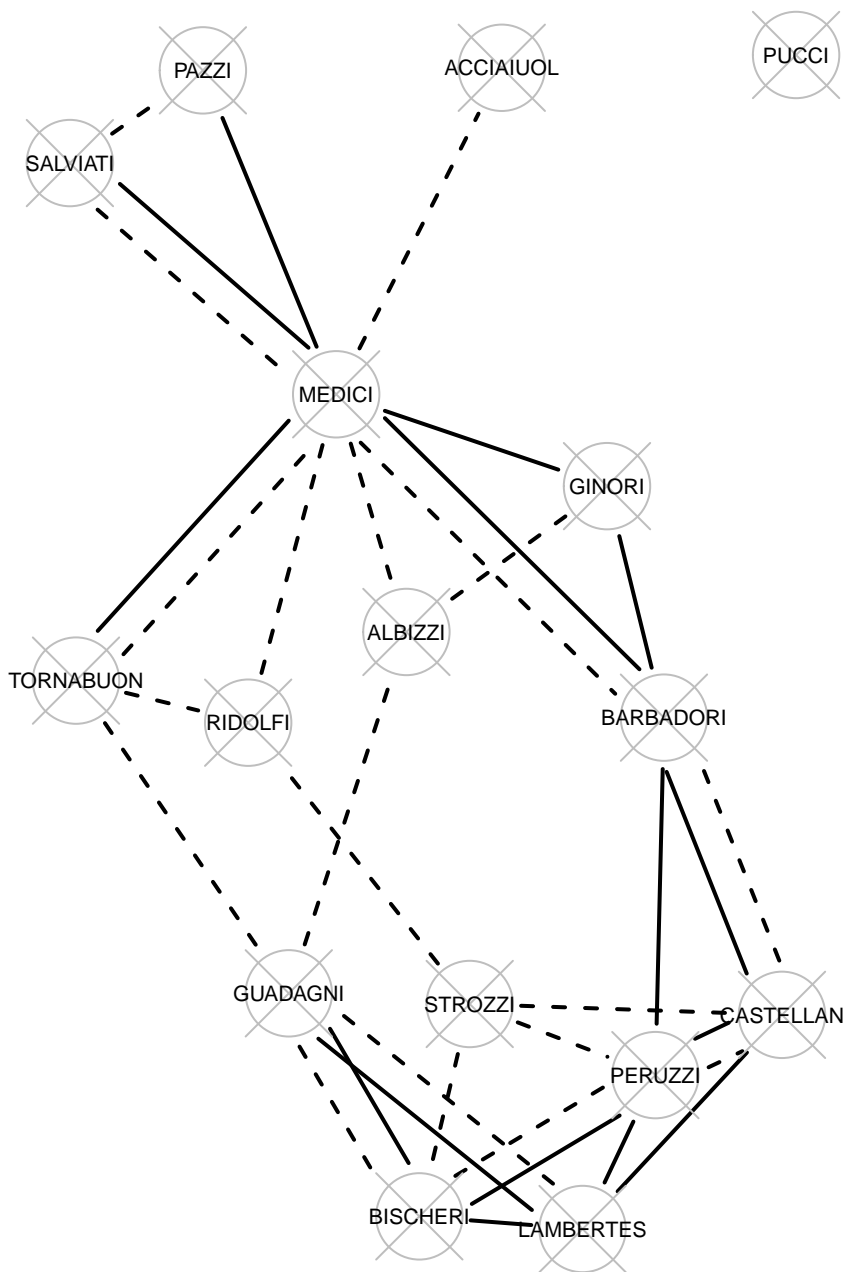 PUCCI
ACCIAIUOL
PAZZI
SALVIATI
MEDICI
GINORI
ALBIZZI
TORNABUON
RIDOLFI
BARBADORI
GUADAGNI
STROZZI
CASTELLAN
PERUZZI
BISCHERI
LAMBERTES